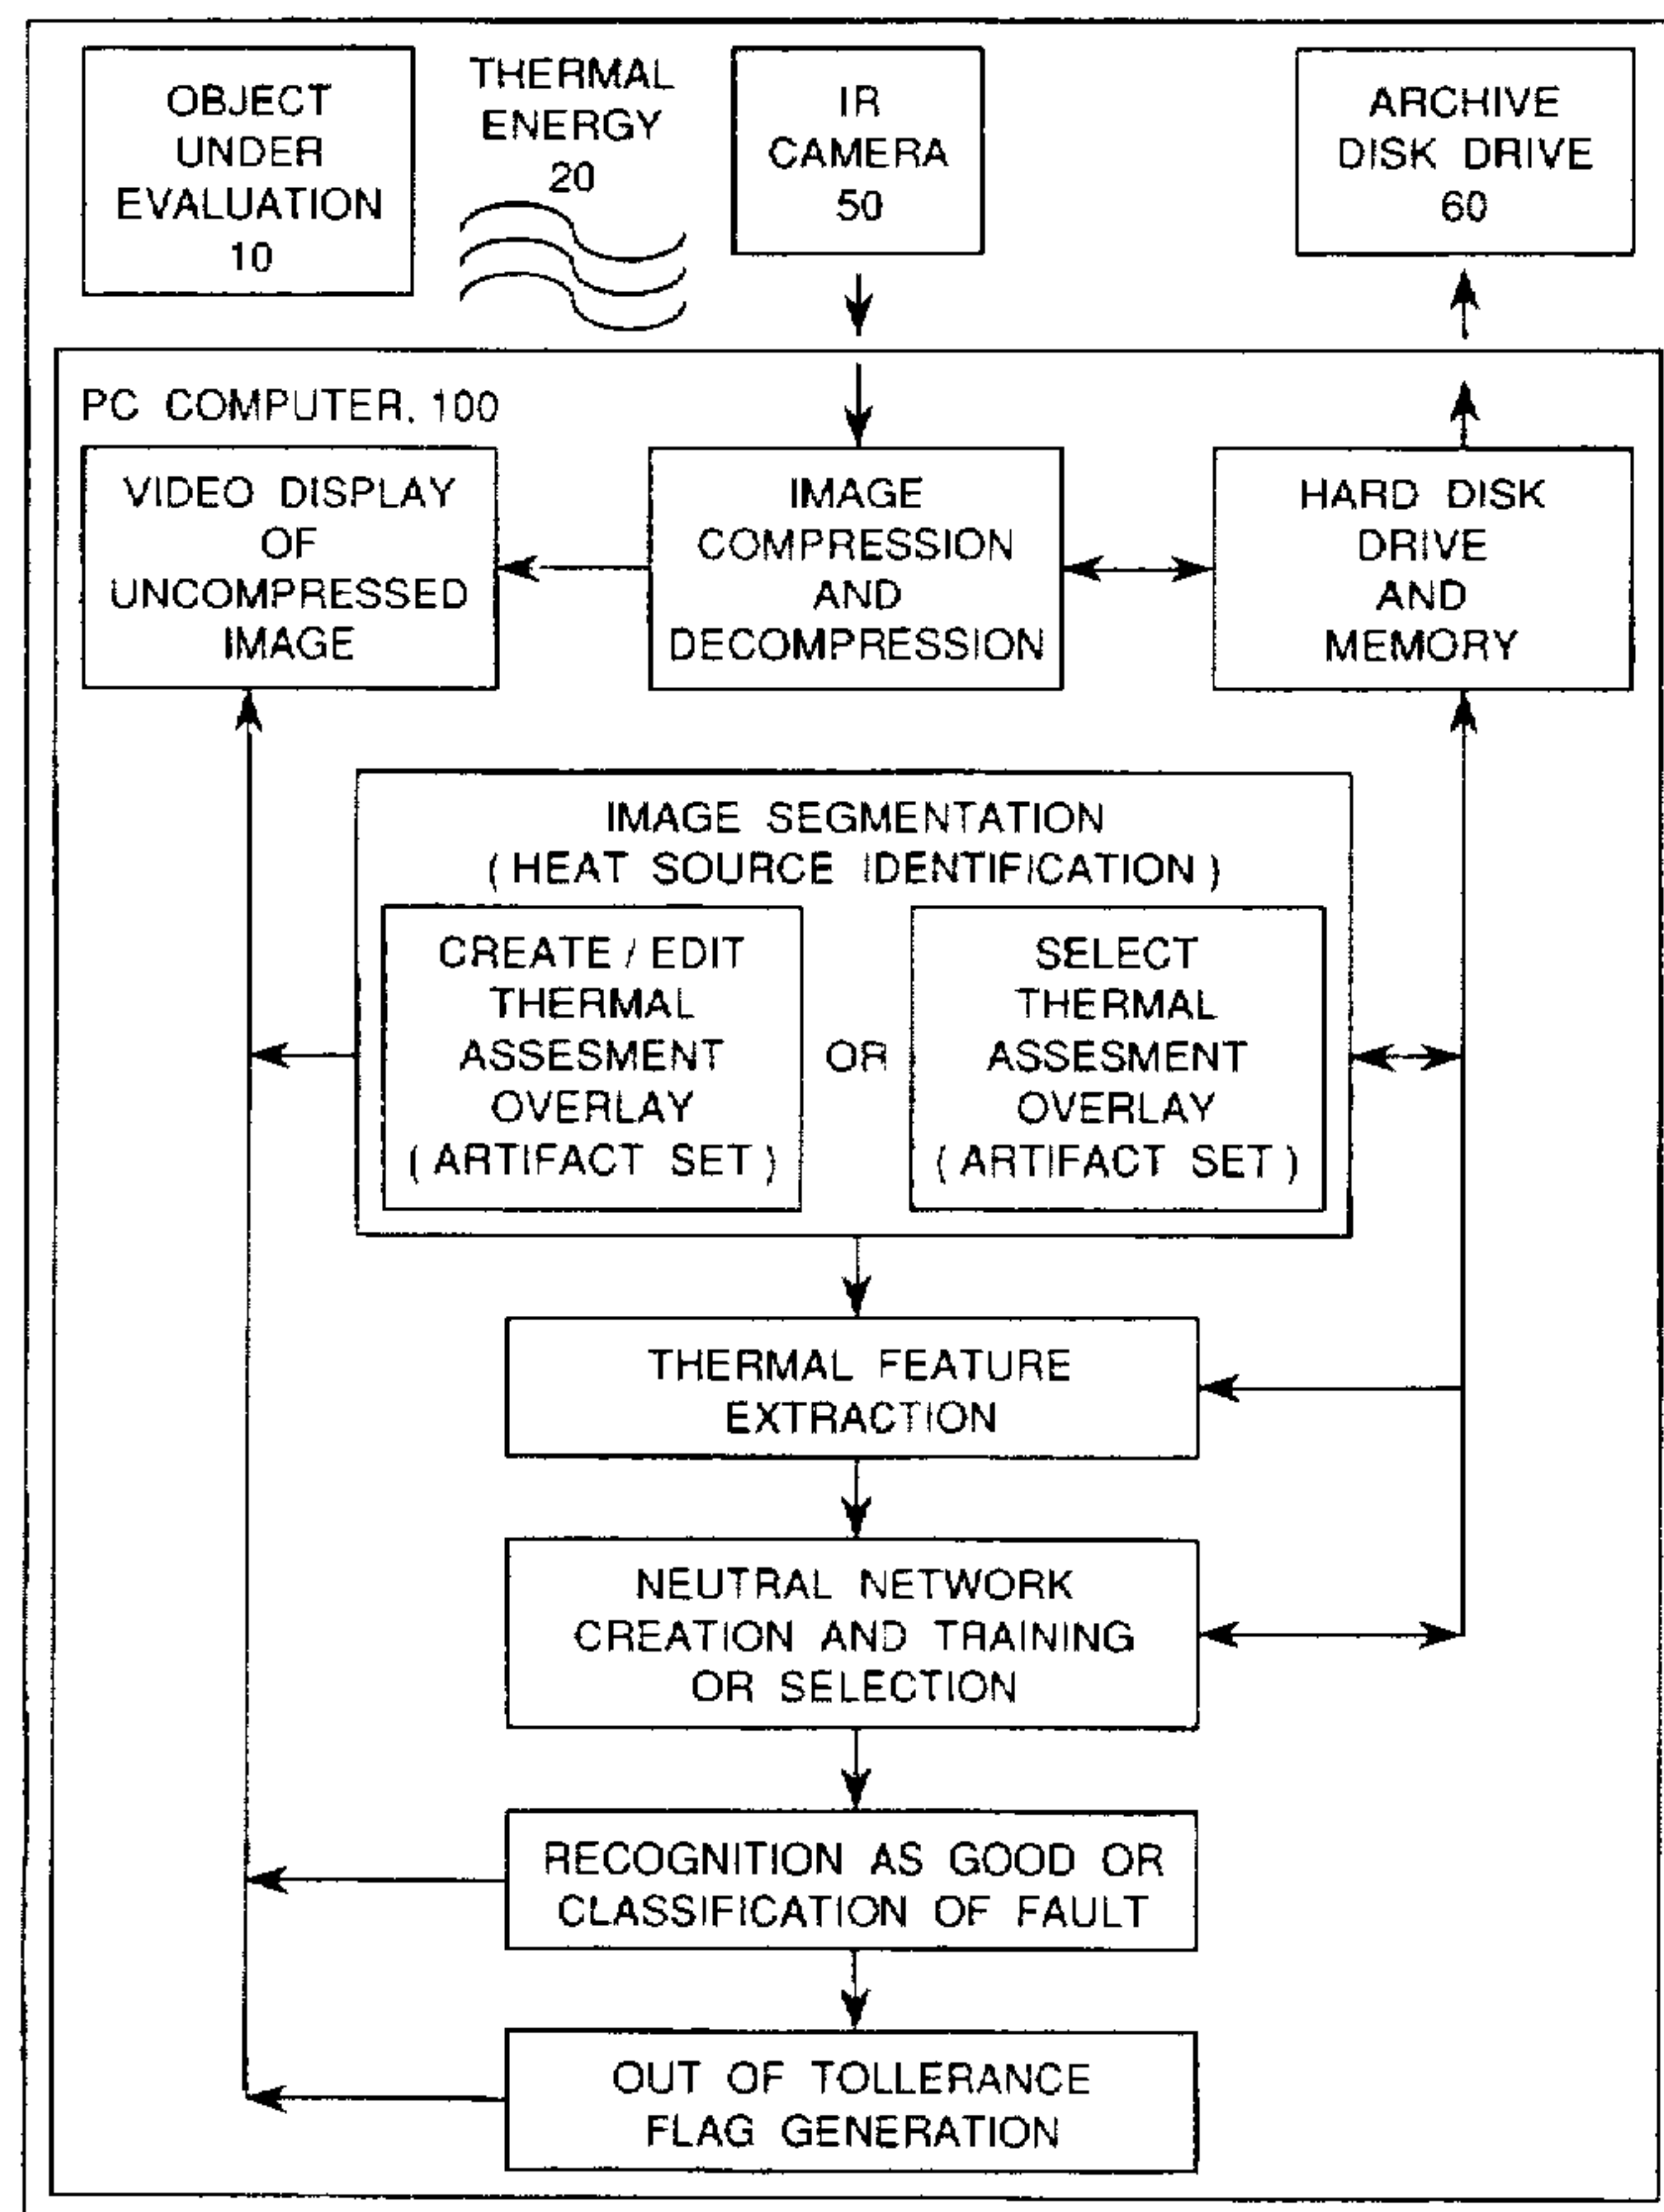 OBJECT
UNDER
EVALUATION
10
THERMAL
ENERGY
20
IR
CAMERA
50
ARCHIVE
DISK DRIVE
60
PC COMPUTER, 100
VIDEO DISPLAY
OF
UNCOMPRESSED
IMAGE
IMAGE
COMPRESSION
AND
DECOMPRESSION
HARD DISK
DRIVE
AND
MEMORY
IMAGE SEGMENTATION
( HEAT SOURCE IDENTIFICATION )
CREATE / EDIT
THERMAL
ASSESMENT
OVERLAY
( ARTIFACT SET )
OR
SELECT
THERMAL
ASSESMENT
OVERLAY
( ARTIFACT SET )
THERMAL FEATURE
EXTRACTION
NEUTRAL NETWORK
CREATION AND TRAINING
OR SELECTION
RECOGNITION AS GOOD OR
CLASSIFICATION OF FAULT
OUT OF TOLLERANCE
FLAG GENERATION